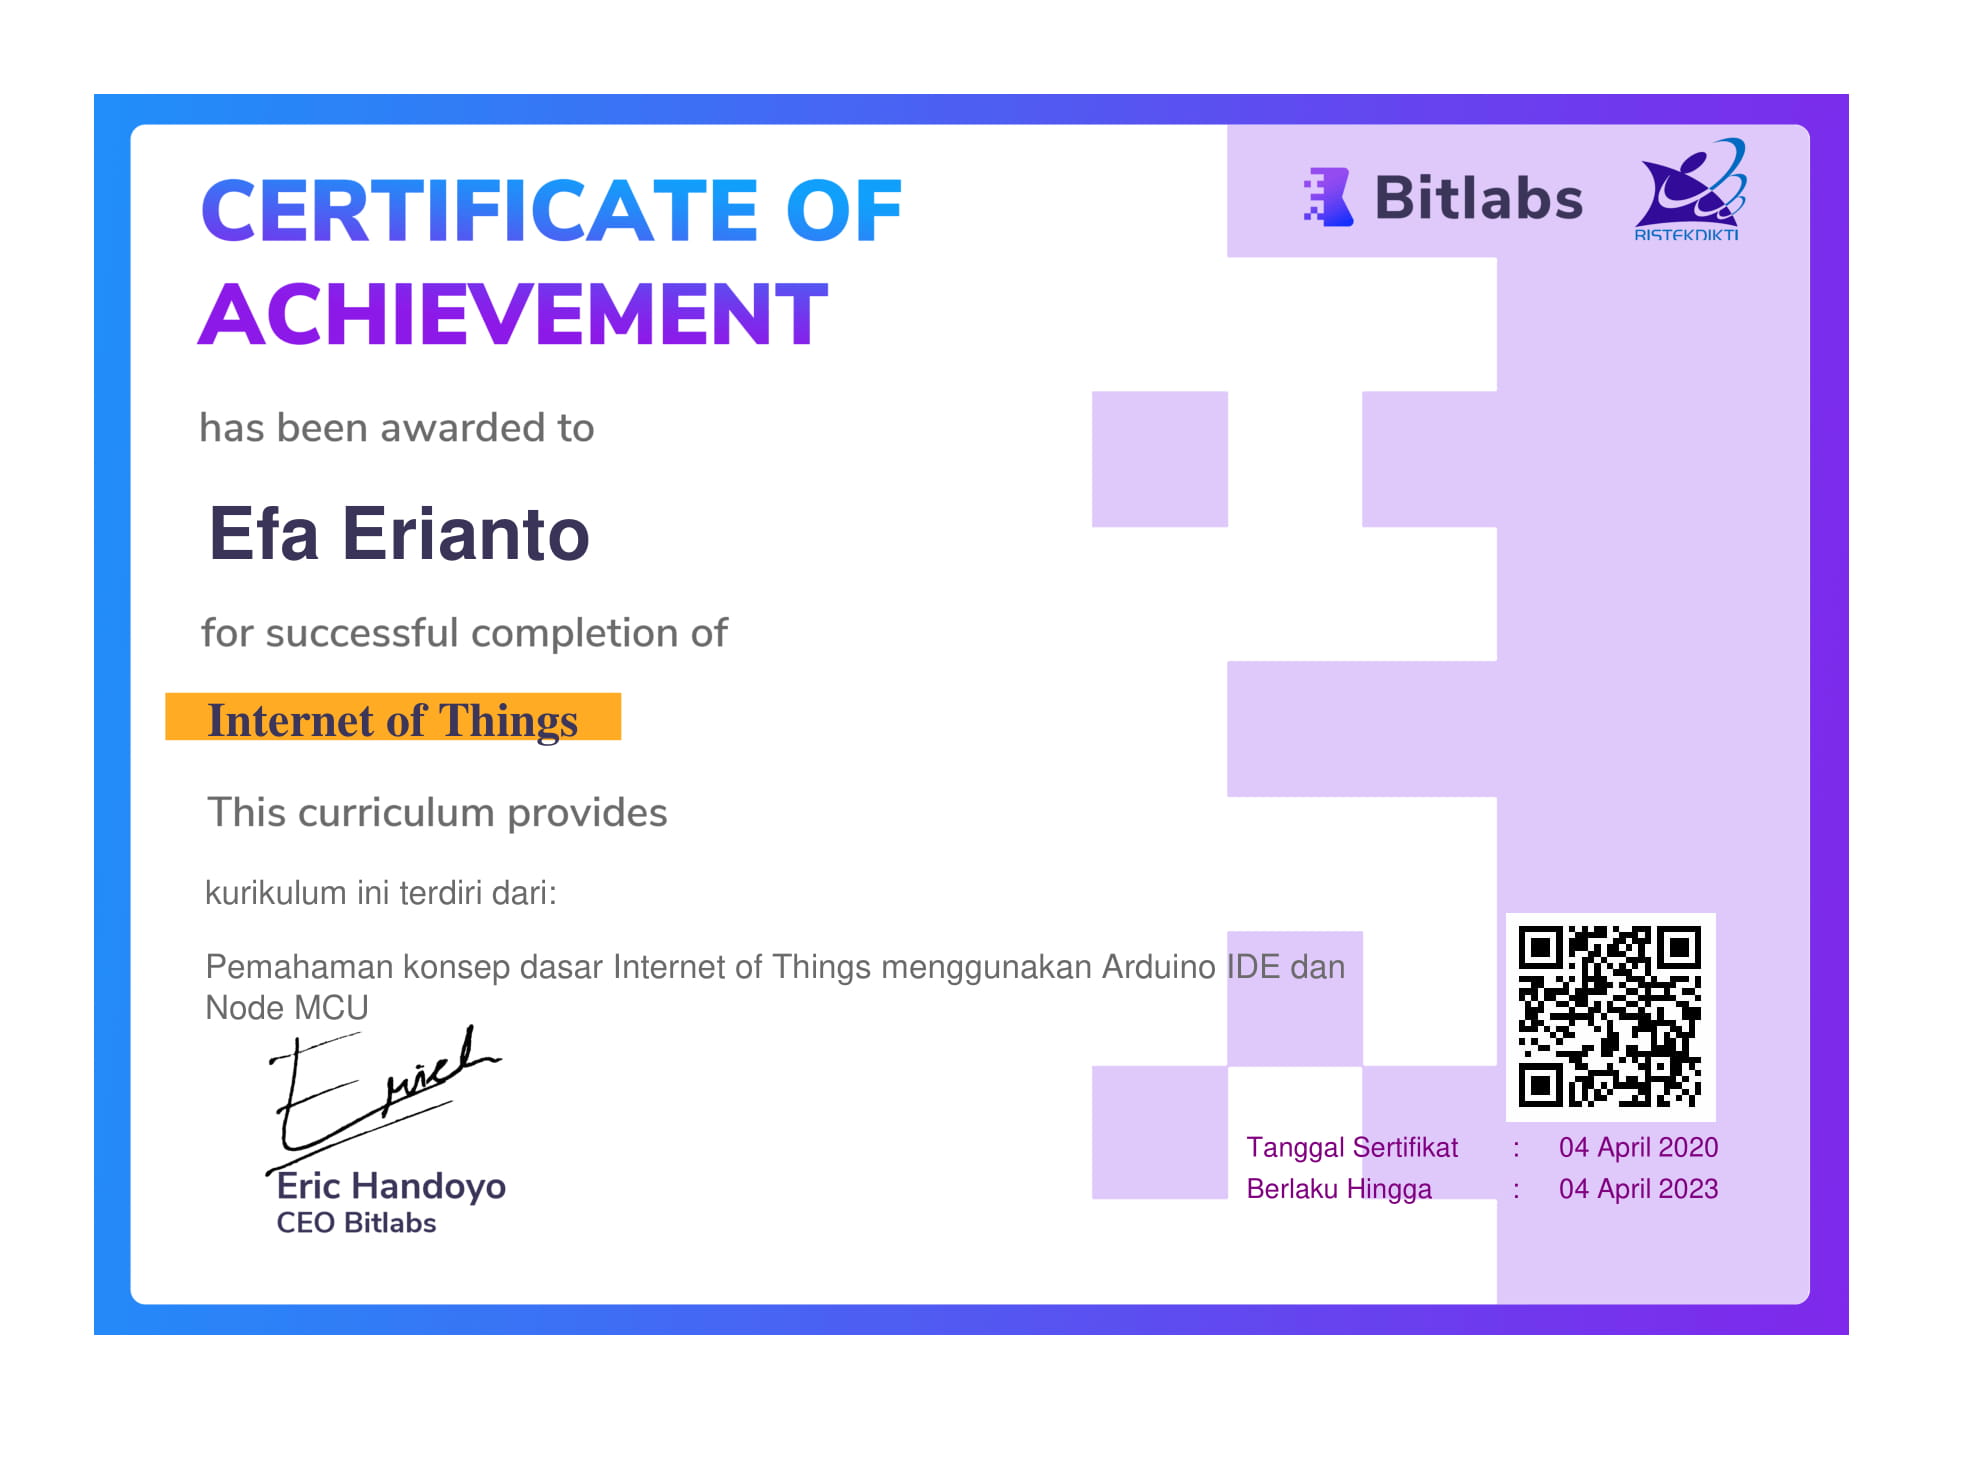 CERTIFICATE OF
ACHIEVEMENT
Bitlabs
RISTEKDIKTI
has been awarded to
Efa Erianto
for successful completion of
Internet of Things
This curriculum provides
kurikulum ini terdiri dari:
Pemahaman konsep dasar Internet of Things menggunakan Arduino IDE dan
Node MCU
Eric
Eric Handoyo
CEO Bitlabs
Tanggal Sertifikat : 04 April 2020
Berlaku Hingga : 04 April 2023